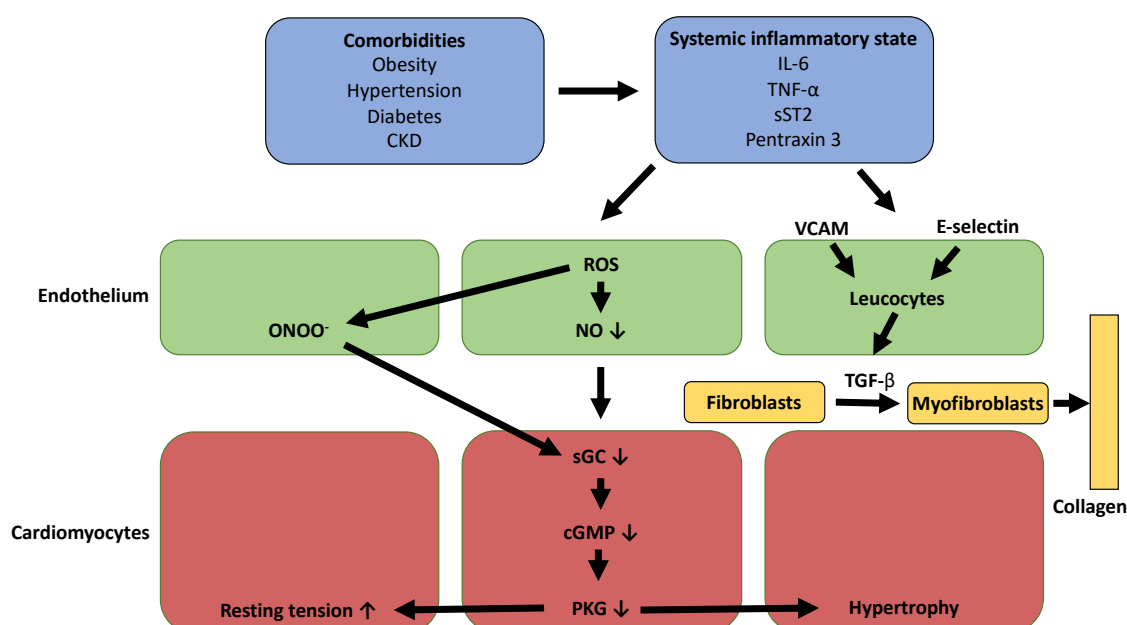 Comorbidities
Obesity
Hypertension
Diabetes
CKD
Systemic inflammatory state
IL-6
TNF-α
sST2
Pentraxin 3
VCAM
E-selectin
Endothelium
ROS
Leucocytes
ONOO-
NO ↓
TGF-β
Fibroblasts
Myofibroblasts
sGC ↓
Collagen
Cardiomyocytes
cGMP ↓
Resting tension ↑
PKG ↓
Hypertrophy